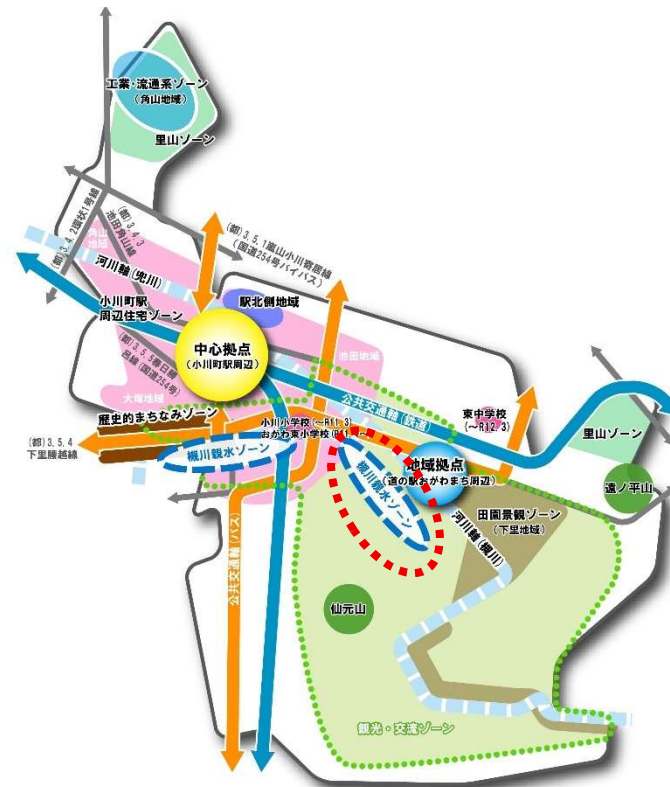 工業・流通系ゾーン
(角山地域)
里山ゾーン
(都)3.4.2環状1号線
(都)3.4.3
池田角山線
(都)3.5.1嵐山小川寄居線
(国道254号バイパス)
角山
地域
河川軸(兜川)
小川町駅
周辺住宅ゾーン
駅北側地域
中心拠点
(小川町駅周辺)
池田地域
(都)3.5.5春日線
(国道254号)
大塚地域
公共交通軸(鉄道)
東中学校
(~R12.3)
歴史的まちなみゾーン
小川小学校(~R11.3)
おがわ東小学校
(都)3.5.4
下里腰越線
槻川親水ゾーン
里山ゾーン
遠ノ平山
地域拠点
(道の駅おがわまち周辺)
槻川親水ゾーン
田園景観ゾーン
(下里地域)
河川軸(槻川)
公共交通軸(バス)
仙元山
観光・交流ゾーン